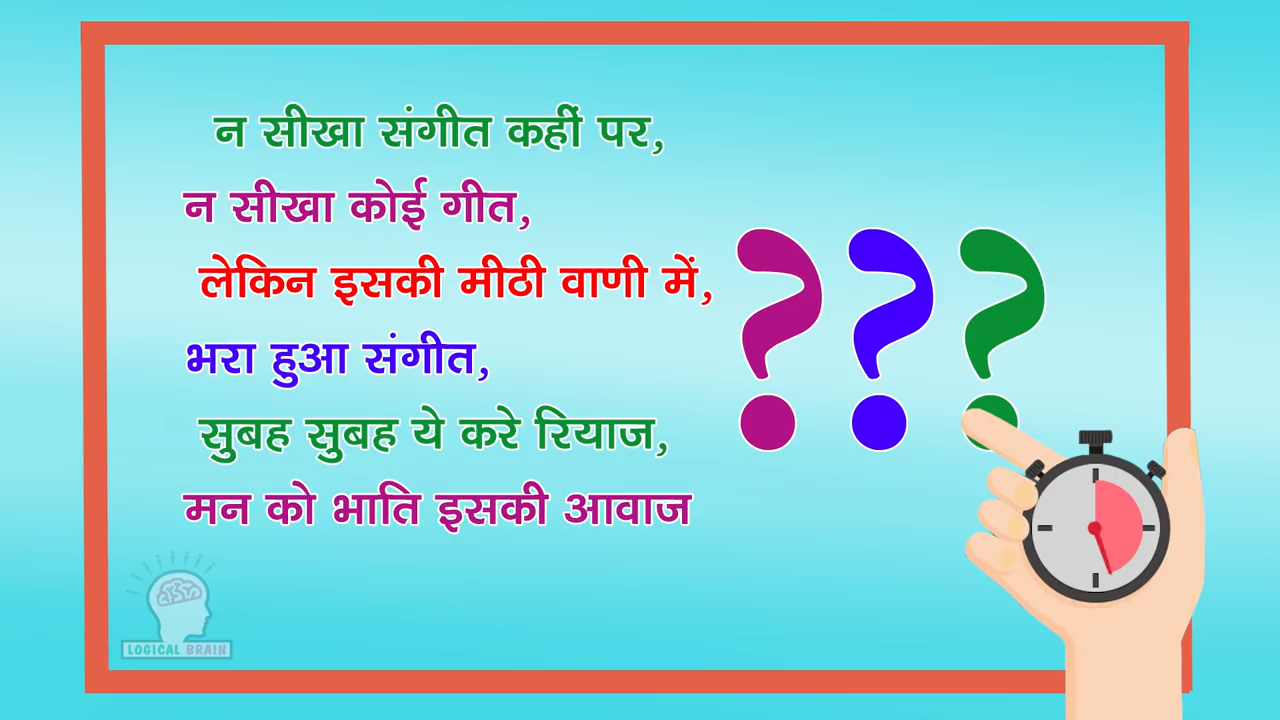 न सीखा संगीत कहीं पर,
न सीखा कोई गीत,
लेकिन इसकी मीठी वाणी में,
भरा हुआ संगीत,
सुबह सुबह ये करे रियाज,
मन को भाति इसकी आवाज
???
LOGICAL BRAIN